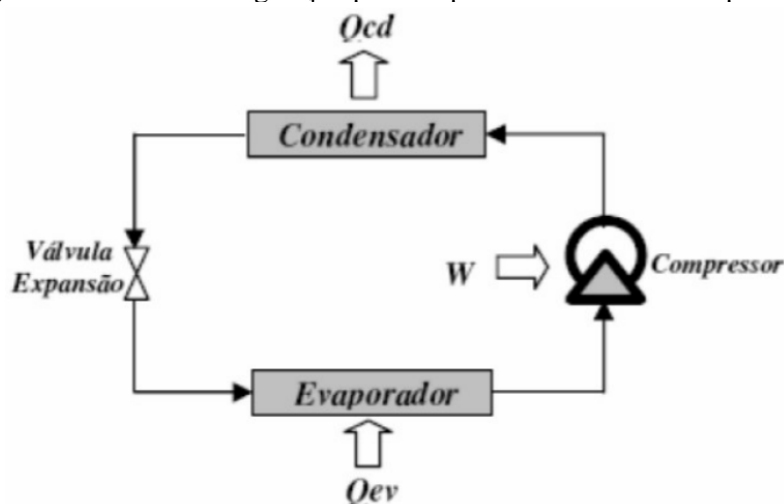 Qcd
Condensador
Válvula
Expansão
W
Compressor
Evaporador
Qev